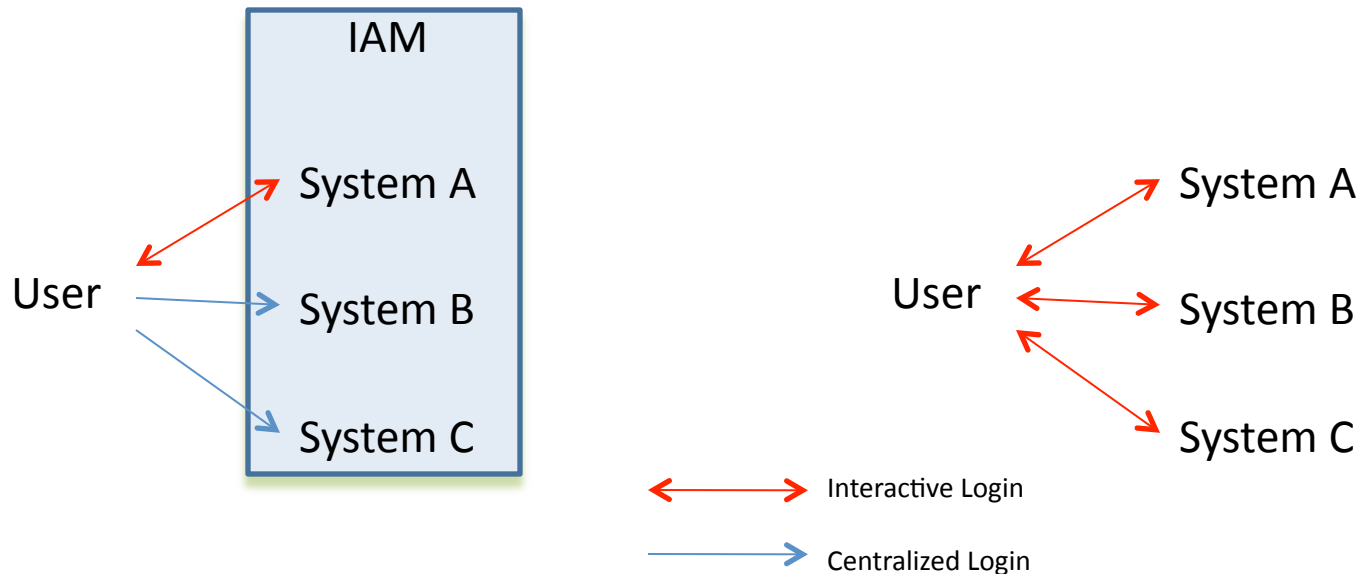 IAM
System A
System A
User
System B
User
System B
System C
System C
Interactive Login
Centralized Login